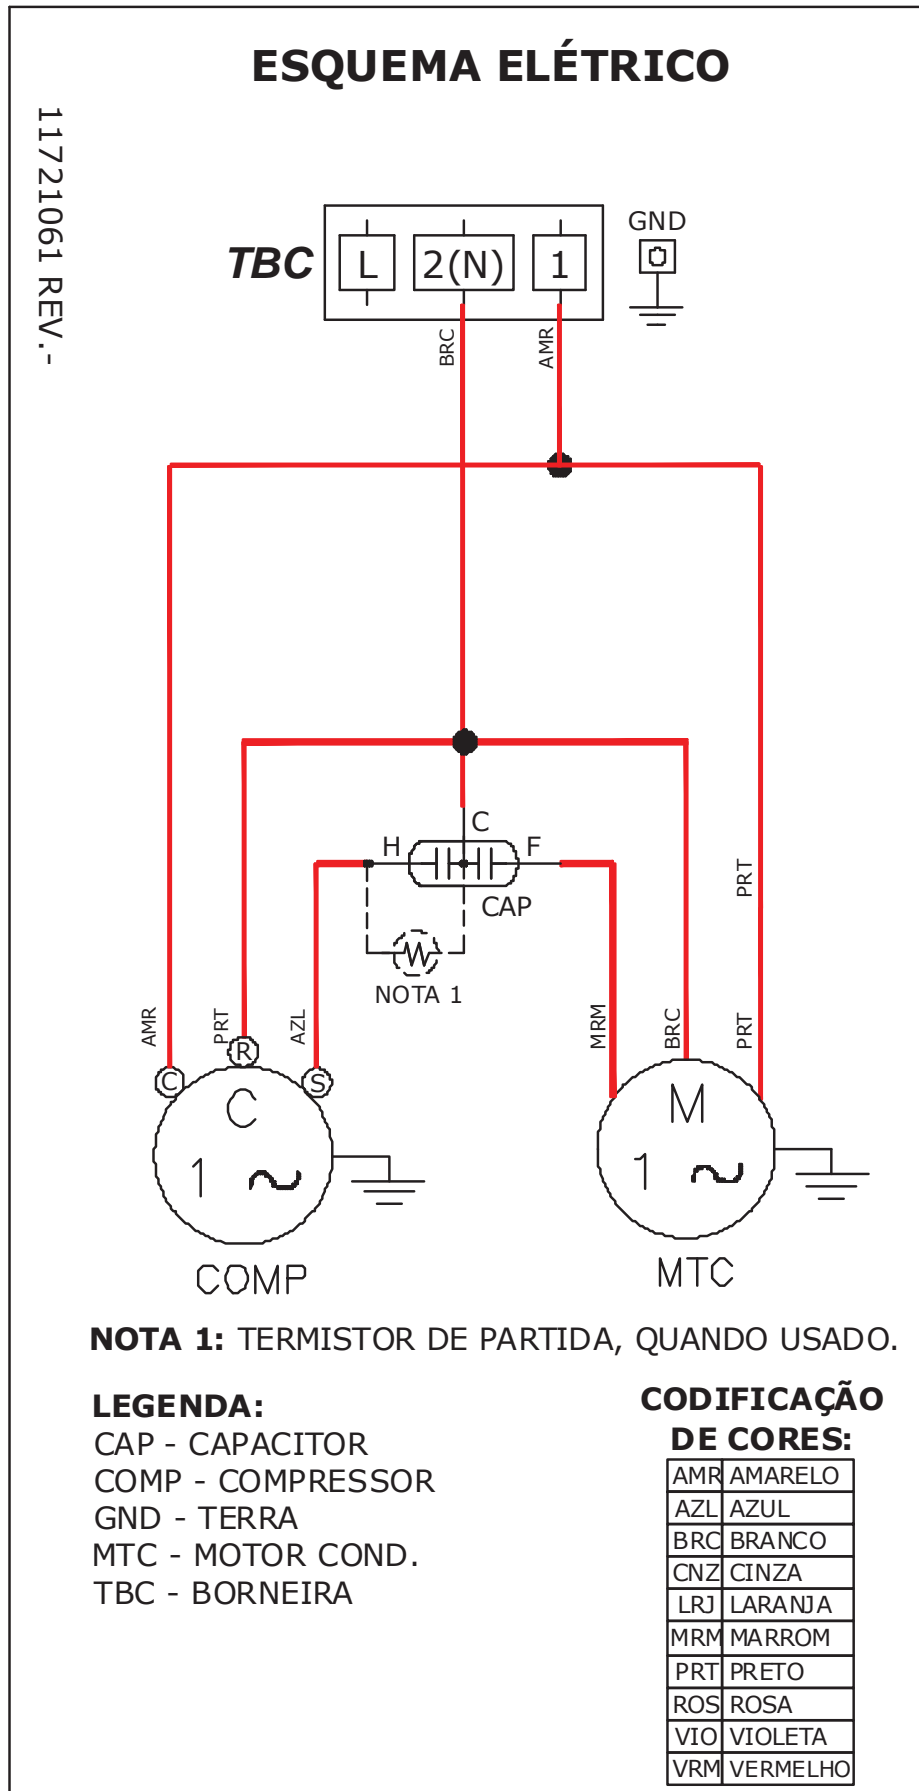 ESQUEMA ELÉTRICO
11721061 REV.-
TBC
L
2(N)
1
GND
BRC
AMR
C
H
F
CAP
NOTA 1
PRT
AMR
PRT
AZL
MRM
BRC
PRT
C
R
S
C
1
COMP
M
1
MTC
NOTA 1: TERMISTOR DE PARTIDA, QUANDO USADO.
LEGENDA:
CAP - CAPACITOR
COMP - COMPRESSOR
GND - TERRA
MTC - MOTOR COND.
TBC - BORNEIRA
CODIFICAÇÃO
DE CORES:
AMR AMARELO
AZL AZUL
BRC BRANCO
CNZ CINZA
LRJ LARANJA
MRM MARROM
PRT PRETO
ROS ROSA
VIO VIOLETA
VRM VERMELHO